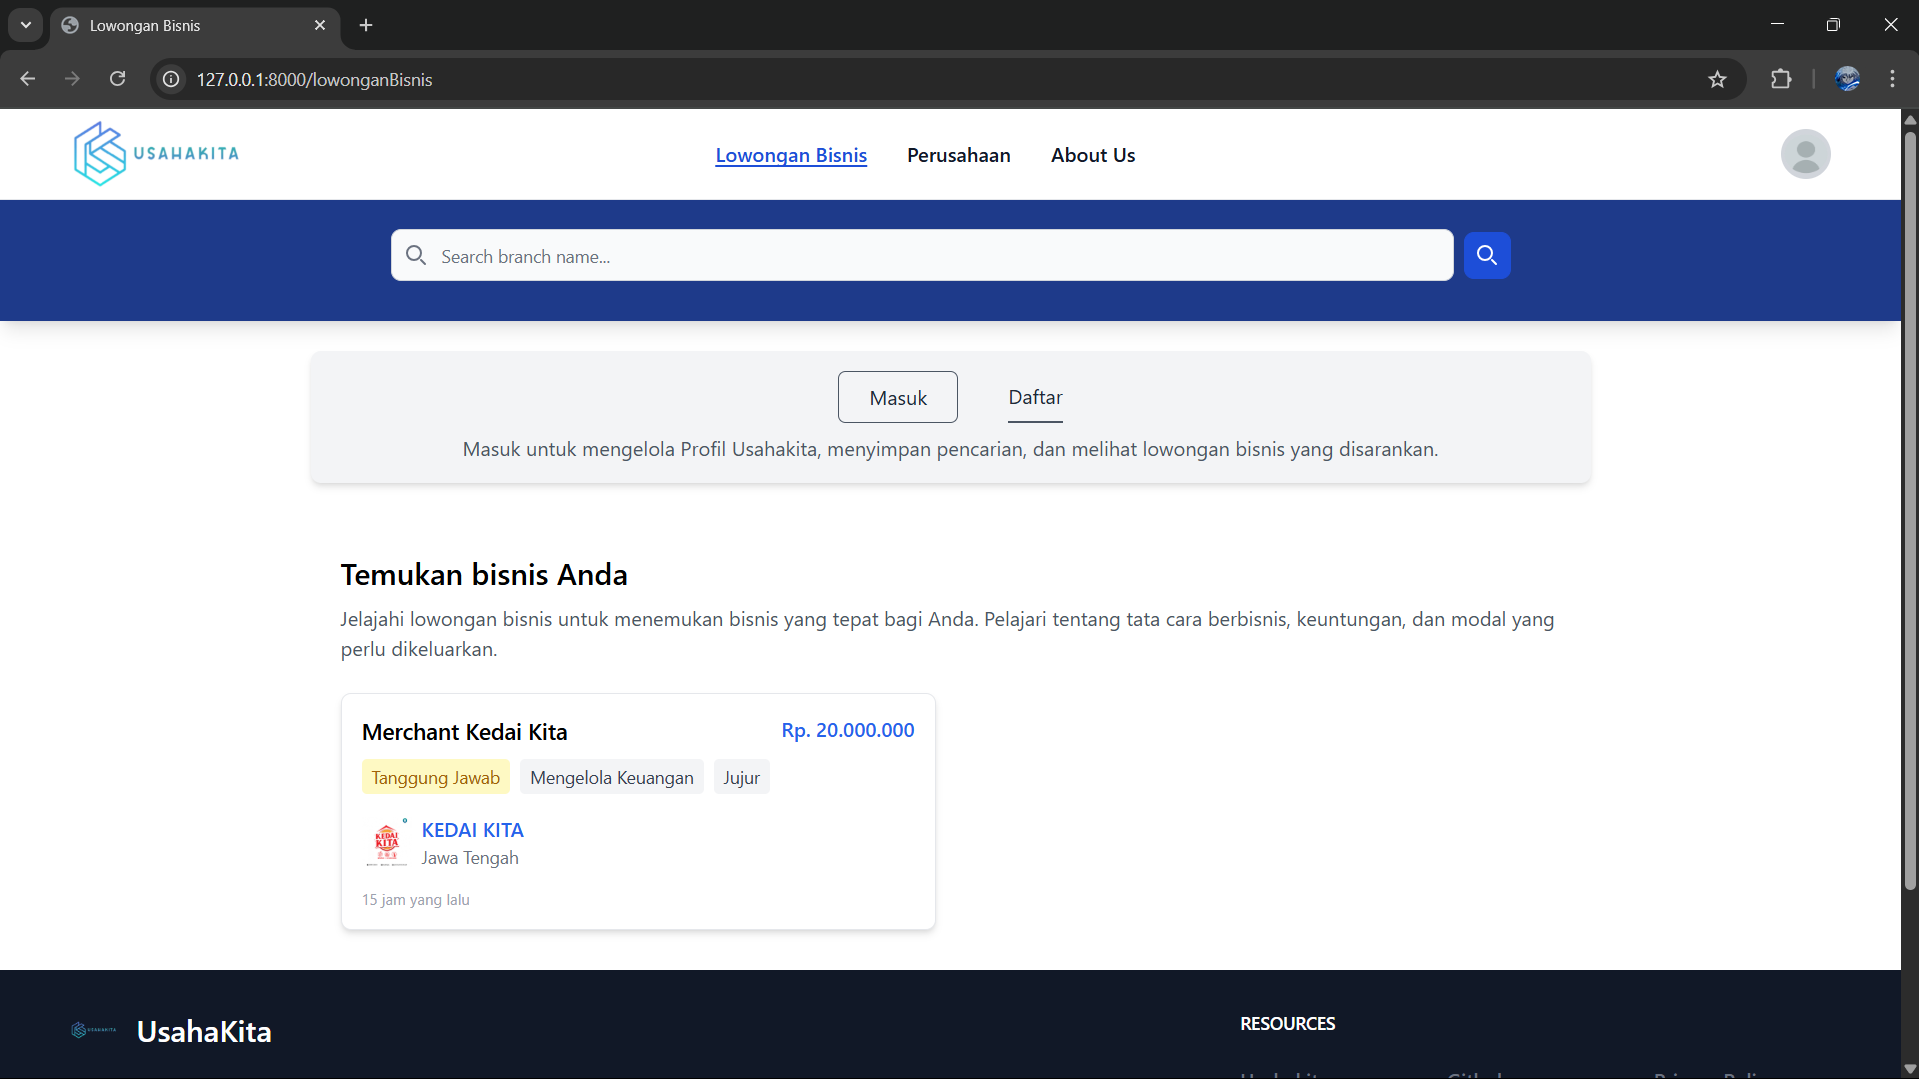 Lowongan Bisnis
127.0.0.1:8000/lowonganBisnis
USAHAKITA
Lowongan Bisnis
Perusahaan
About Us
Search branch name...
Masuk
Daftar
Masuk untuk mengelola Profil Usahakita, menyimpan pencarian, dan melihat lowongan bisnis yang disarankan.
Temukan bisnis Anda
Jelajahi lowongan bisnis untuk menemukan bisnis yang tepat bagi Anda. Pelajari tentang tata cara berbisnis, keuntungan, dan modal yang
perlu dikeluarkan.
Merchant Kedai Kita
Rp. 20.000.000
Tanggung Jawab
Mengelola Keuangan
Jujur
KEDAI
KITA
KEDAI KITA
Jawa Tengah
15 jam yang lalu
USAHAKITA
UsahaKita
RESOURCES